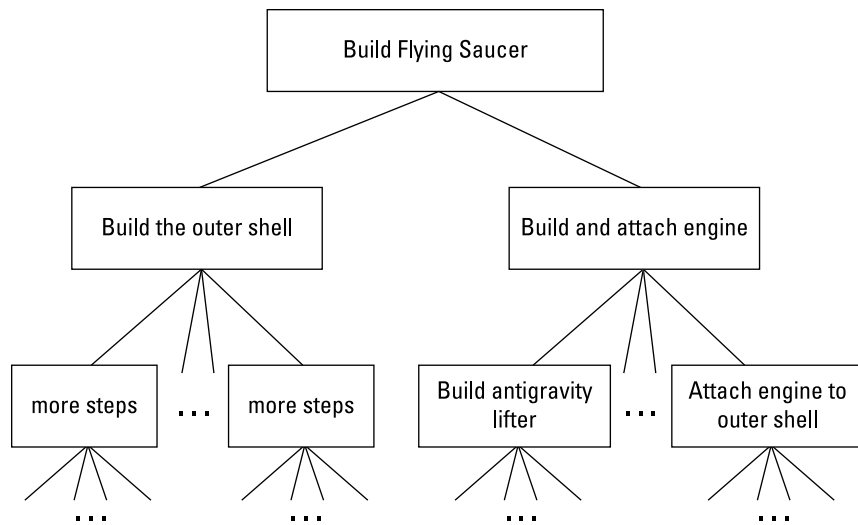 Build Flying Saucer
Build the outer shell
Build and attach engine
more steps
...
more steps
Build antigravity
lifter
...
Attach engine to
outer shell
...
...
...
...